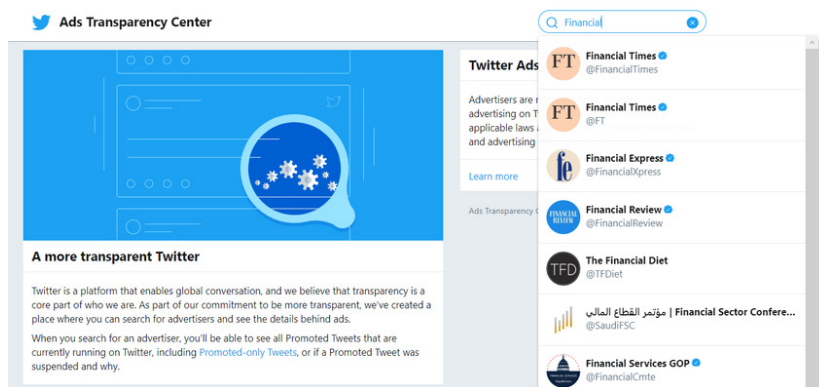 Ads Transparency Center
Financial
A more transparent Twitter
Twitter is a platform that enables global conversation, and we believe that transparency is a
core part of who we are. As part of our commitment to be more transparent, we've created a
place where you can search for advertisers and see the details behind ads.
When you search for an advertiser, you'll be able to see all Promoted Tweets that are
currently running on Twitter, including Promoted-only Tweets, or if a Promoted Tweet was
suspended and why.
Twitter Ads
Advertisers are
advertising on
applicable laws
and advertising
Learn more
Ads Transparency
FT
Financial Times
@FinancialTimes
FT
Financial Times
@FT
fe
Financial Express
@FinancialXpress
FINANCIAL
REVIEW
Financial Review
@FinancialReview
TFD
The Financial Diet
@TFDiet
مؤتمر القطاع المالي | Financial Sector Confere...
@SaudiFSC
Financial Services GOP
@FinancialCmte